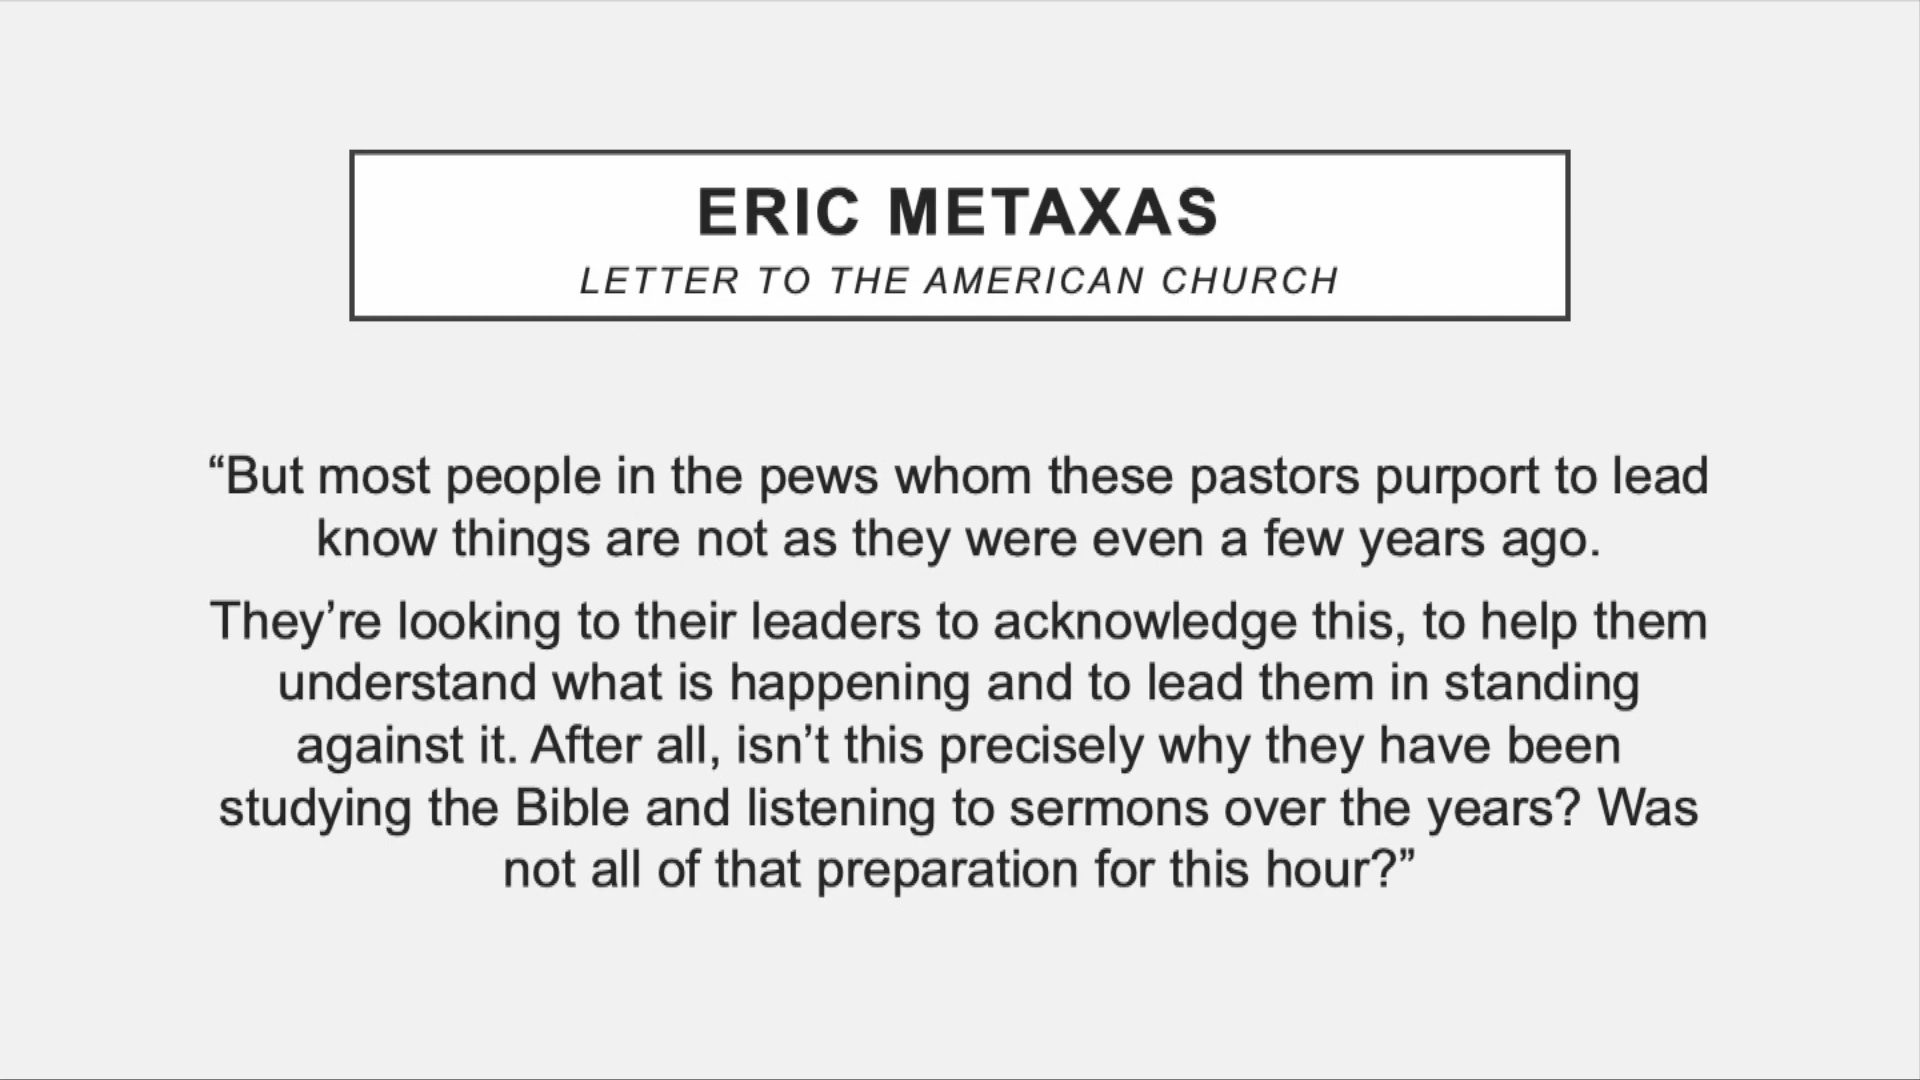 ERIC METAXAS
LETTER TO THE AMERICAN CHURCH
“But most people in the pews whom these pastors purport to lead
know things are not as they were even a few years ago.
They’re looking to their leaders to acknowledge this, to help them
understand what is happening and to lead them in standing
against it. After all, isn’t this precisely why they have been
studying the Bible and listening to sermons over the years? Was
not all of that preparation for this hour?”